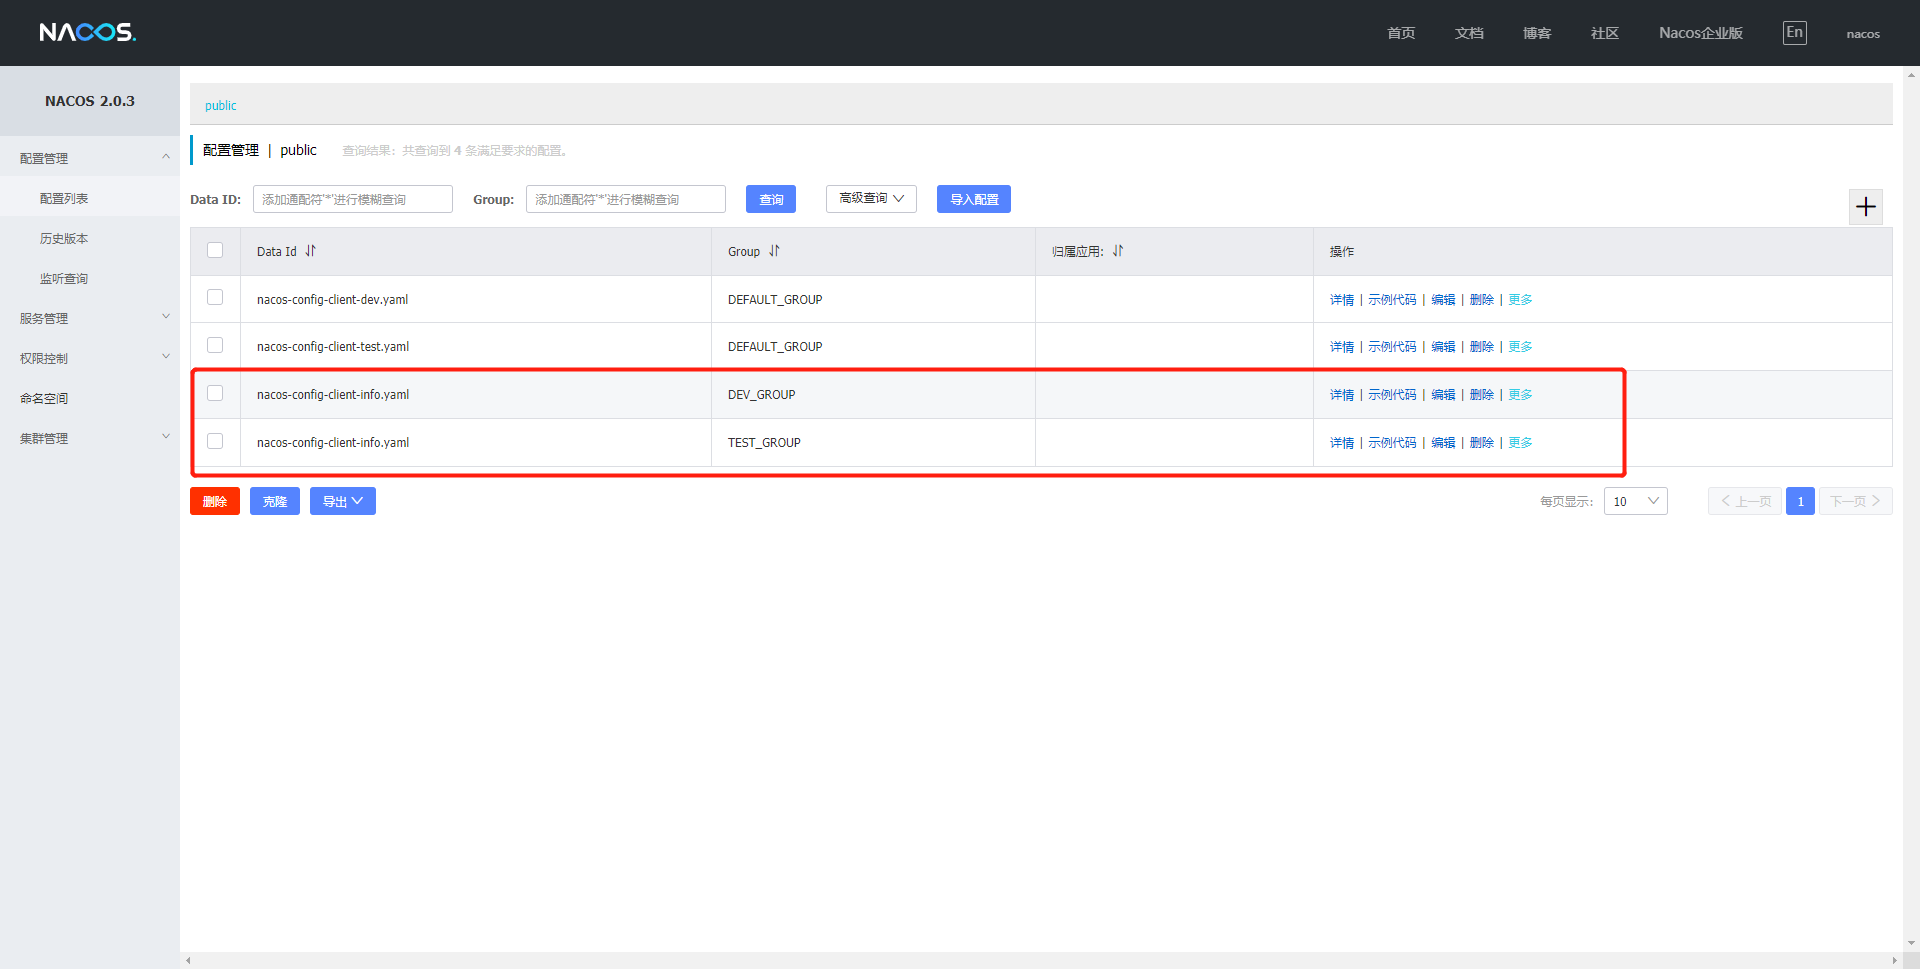 NACOS.
首页 文档 博客 社区 Nacos企业版 En nacos
NACOS 2.0.3
配置管理
配置列表
历史版本
监听查询
服务管理
权限控制
命名空间
集群管理
public
配置管理 | public 查询结果：共查询到 4 条满足要求的配置。
Data ID: 添加通配符'*'进行模糊查询 Group: 添加通配符'*'进行模糊查询 查询 高级查询 导入配置
Data Id Group 归属应用: 操作
nacos-config-client-dev.yaml DEFAULT_GROUP 详情 | 示例代码 | 编辑 | 删除 | 更多
nacos-config-client-test.yaml DEFAULT_GROUP 详情 | 示例代码 | 编辑 | 删除 | 更多
nacos-config-client-info.yaml DEV_GROUP 详情 | 示例代码 | 编辑 | 删除 | 更多
nacos-config-client-info.yaml TEST_GROUP 详情 | 示例代码 | 编辑 | 删除 | 更多
删除 克隆 导出 每页显示: 10 上一页 1 下一页